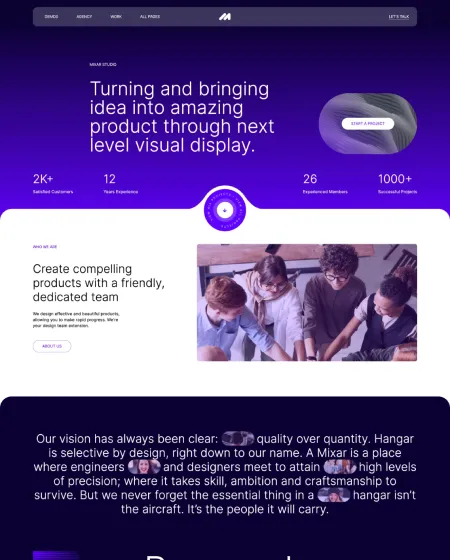 DEMOS AGENCY WORK ALL PAGES LET'S TALK
MIXAR STUDIO
Turning and bringing
idea into amazing
product through next
level visual display.
START A PROJECT
2K+ 12 26 1000+
Satisfied Customers Years Experience Experienced Members Successful Projects
WHO WE ARE
Create compelling
products with a friendly,
dedicated team
We design effective and beautiful products,
allowing you to make rapid progress. We're
your design team extension.
ABOUT US
Our vision has always been clear: quality over quantity. Hangar
is selective by design, right down to our name. A Mixar is a place
where engineers and designers meet to attain high levels
of precision; where it takes skill, ambition and craftsmanship to
survive. But we never forget the essential thing in a hangar isn't
the aircraft. It's the people it will carry.